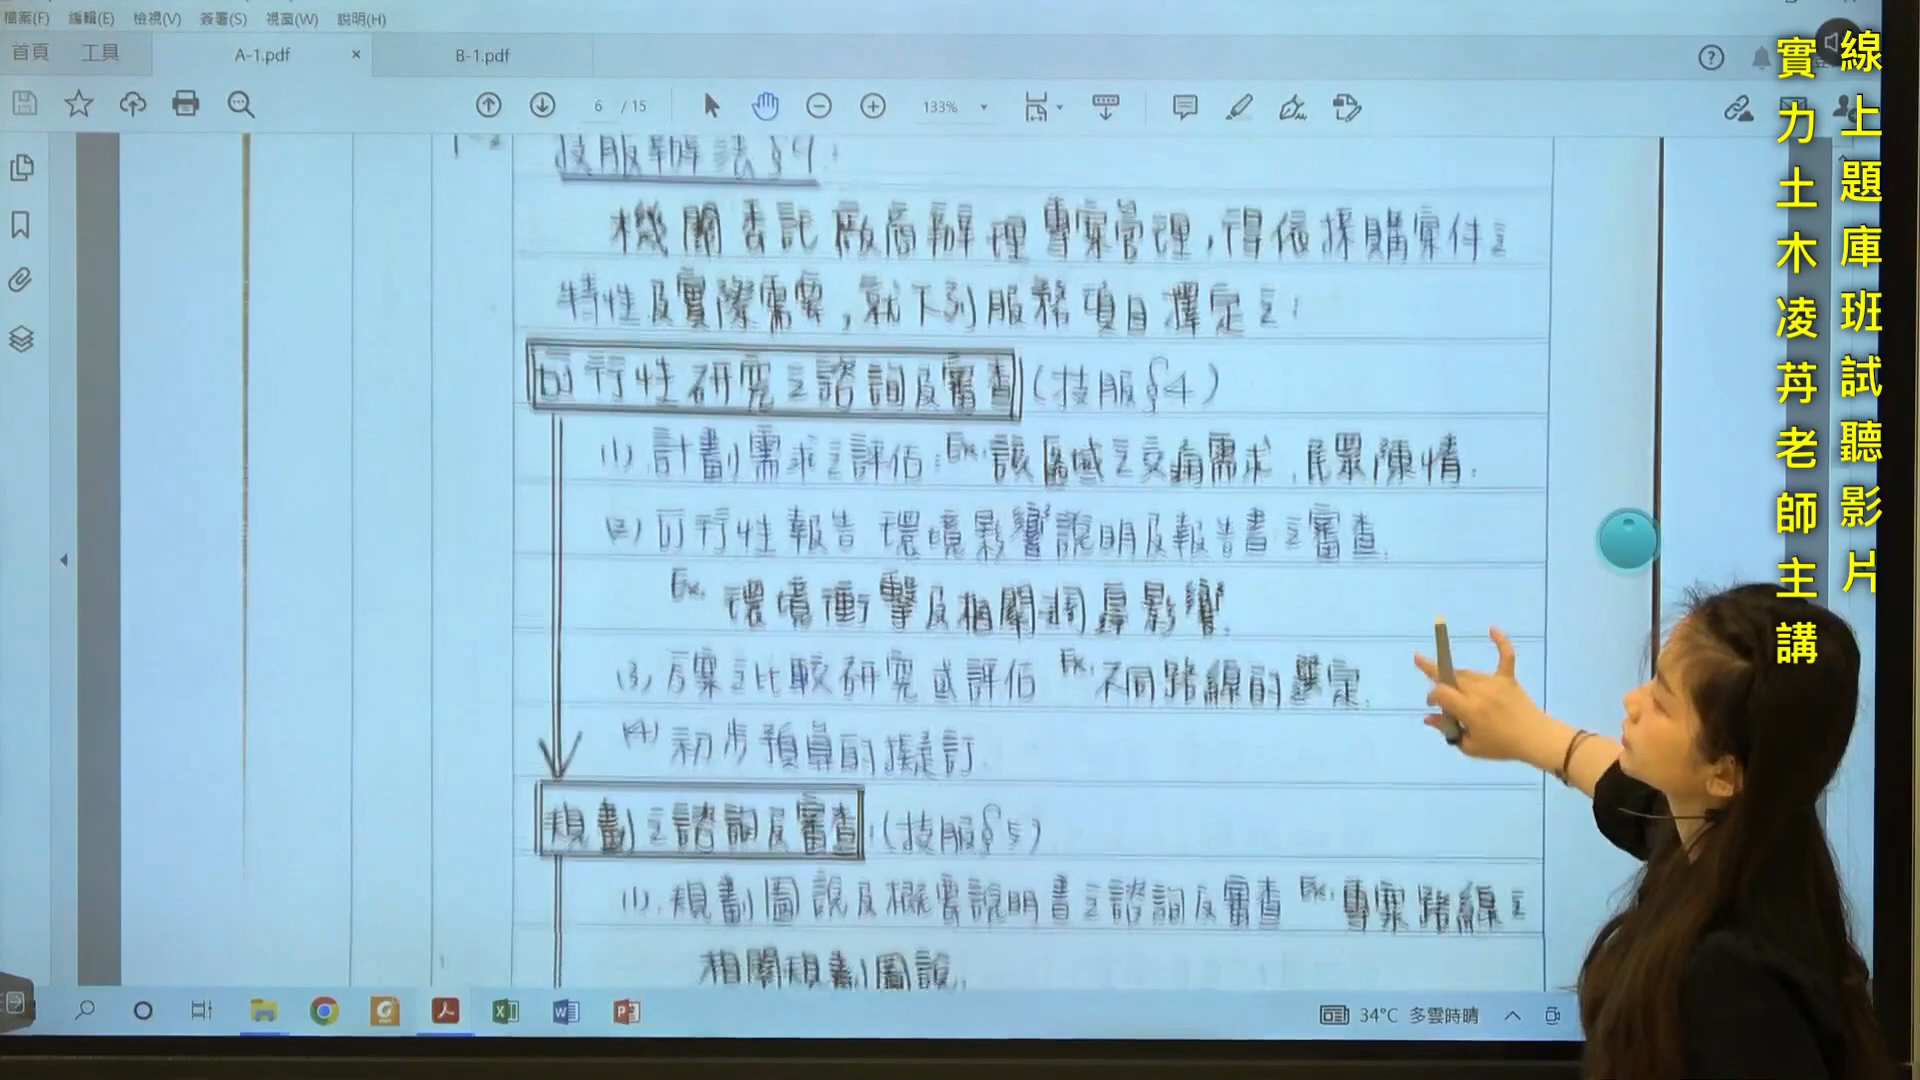 檔案(F) 編輯(E) 檢視(V) 簽署(S) 視窗(W) 說明(H)
首頁 工具 A-1.pdf × B-1.pdf
6 / 15 133%
技服辦法§9:
機關委託廠商辦理專案管理,得依採購案件之
特性及實際需要,就下列服務項目擇定之:
可行性研究之諮詢及審查 (技服§4)
(1) 計劃需求之評估: Ex. 該區域之交通需求、民眾陳情.
(2) 可行性報告 環境影響說明及報告書之審查.
Ex. 環境衝擊及相關影響.
(3) 方案之比較研究或評估 Ex. 不同路線的選定.
(4) 初步預算的擬訂.
規劃之諮詢及審查: (技服§5)
(1). 規劃圖說及概要說明書之諮詢及審查 Ex. 專案路線之
相關規劃圖說.
34°C 多雲時晴
線上題庫班試聽影片
實力土木凌苒老師主講